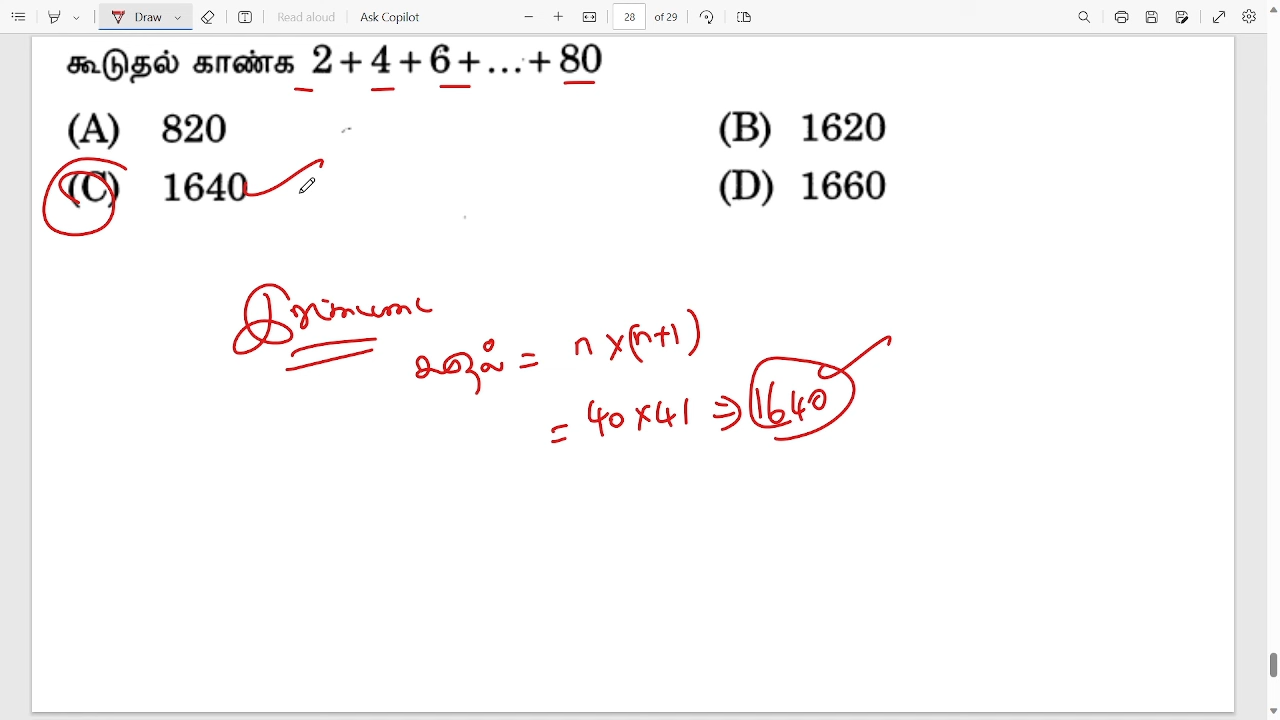 Draw Read aloud Ask Copilot 28 of 29
கூடுதல் காண்க 2 + 4 + 6 + ... + 80
(A) 820 (B) 1620
(C) 1640 (D) 1660
= n × (n+1)
= 40 × 41 ⇒ 1640